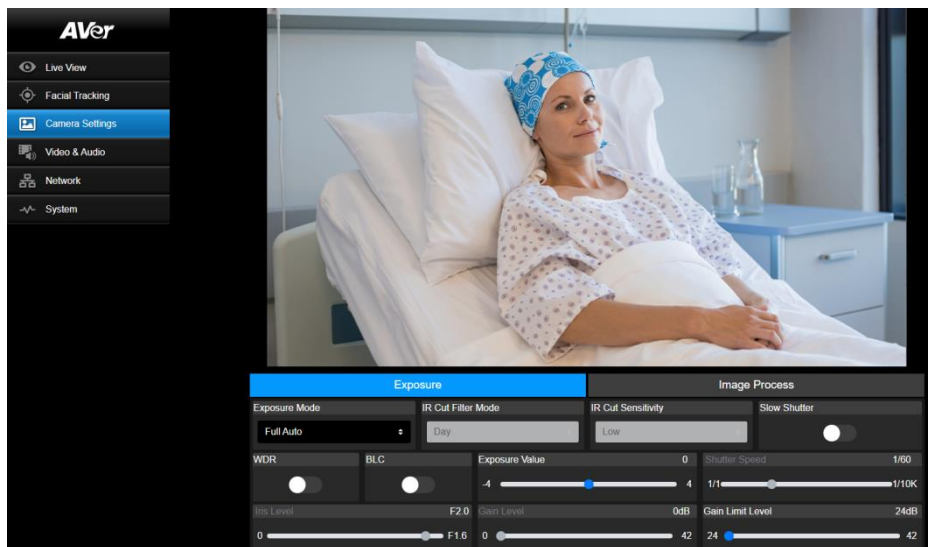 AVer
Live View
Facial Tracking
Camera Settings
Video & Audio
Network
System
Exposure Image Process
Exposure Mode IR Cut Filter Mode IR Cut Sensitivity Slow Shutter
Full Auto Day Low
WDR BLC Exposure Value 0 Shutter Speed 1/60
-4 4 1/1 1/10K
Iris Level F2.0 Gain Level 0dB Gain Limit Level 24dB
0 F1.6 0 42 24 42